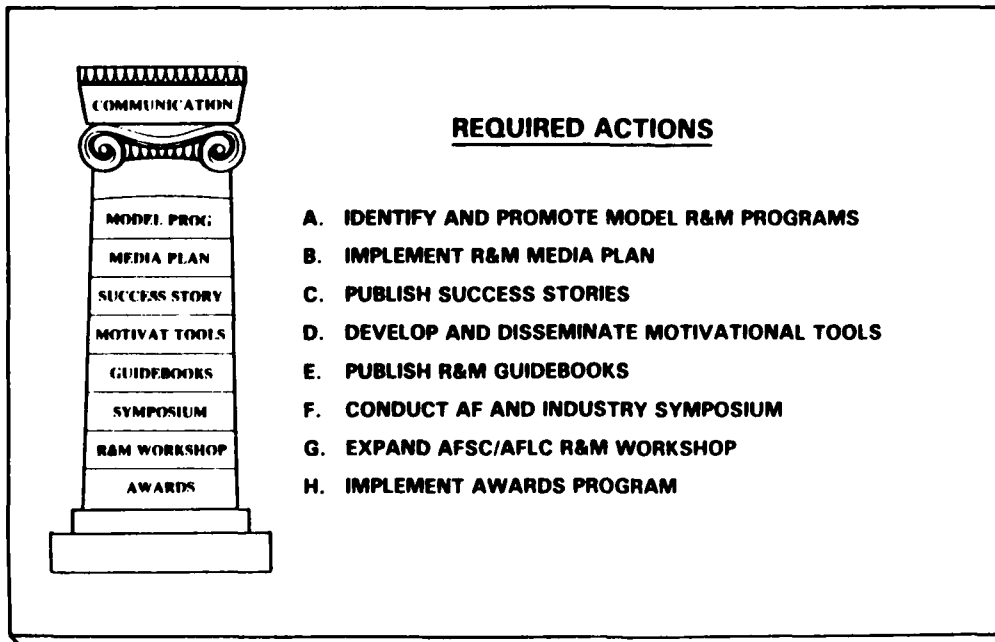 COMMUNICATION
MODEL PROG
MEDIA PLAN
SUCCESS STORY
MOTIVAT TOOLS
GUIDEBOOKS
SYMPOSIUM
R&M WORKSHOP
AWARDS
REQUIRED ACTIONS
A. IDENTIFY AND PROMOTE MODEL R&M PROGRAMS
B. IMPLEMENT R&M MEDIA PLAN
C. PUBLISH SUCCESS STORIES
D. DEVELOP AND DISSEMINATE MOTIVATIONAL TOOLS
E. PUBLISH R&M GUIDEBOOKS
F. CONDUCT AF AND INDUSTRY SYMPOSIUM
G. EXPAND AFSC/AFLC R&M WORKSHOP
H. IMPLEMENT AWARDS PROGRAM